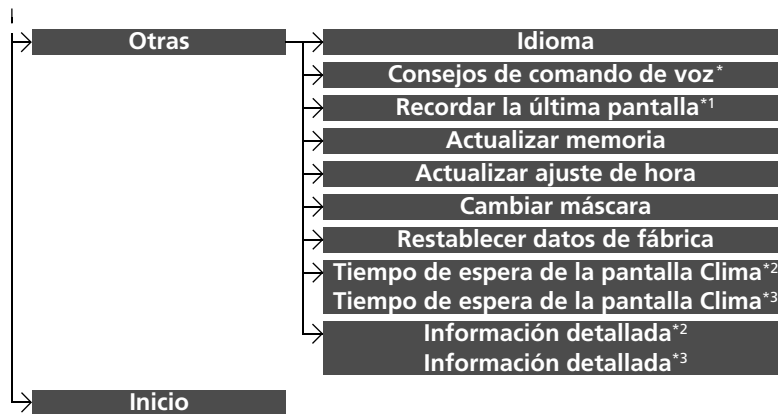 Otras
Idioma
Consejos de comando de voz*
Recordar la última pantalla*1
Actualizar memoria
Actualizar ajuste de hora
Cambiar máscara
Restablecer datos de fábrica
Tiempo de espera de la pantalla Clima*2
Tiempo de espera de la pantalla Clima*3
Información detallada*2
Información detallada*3
Inicio